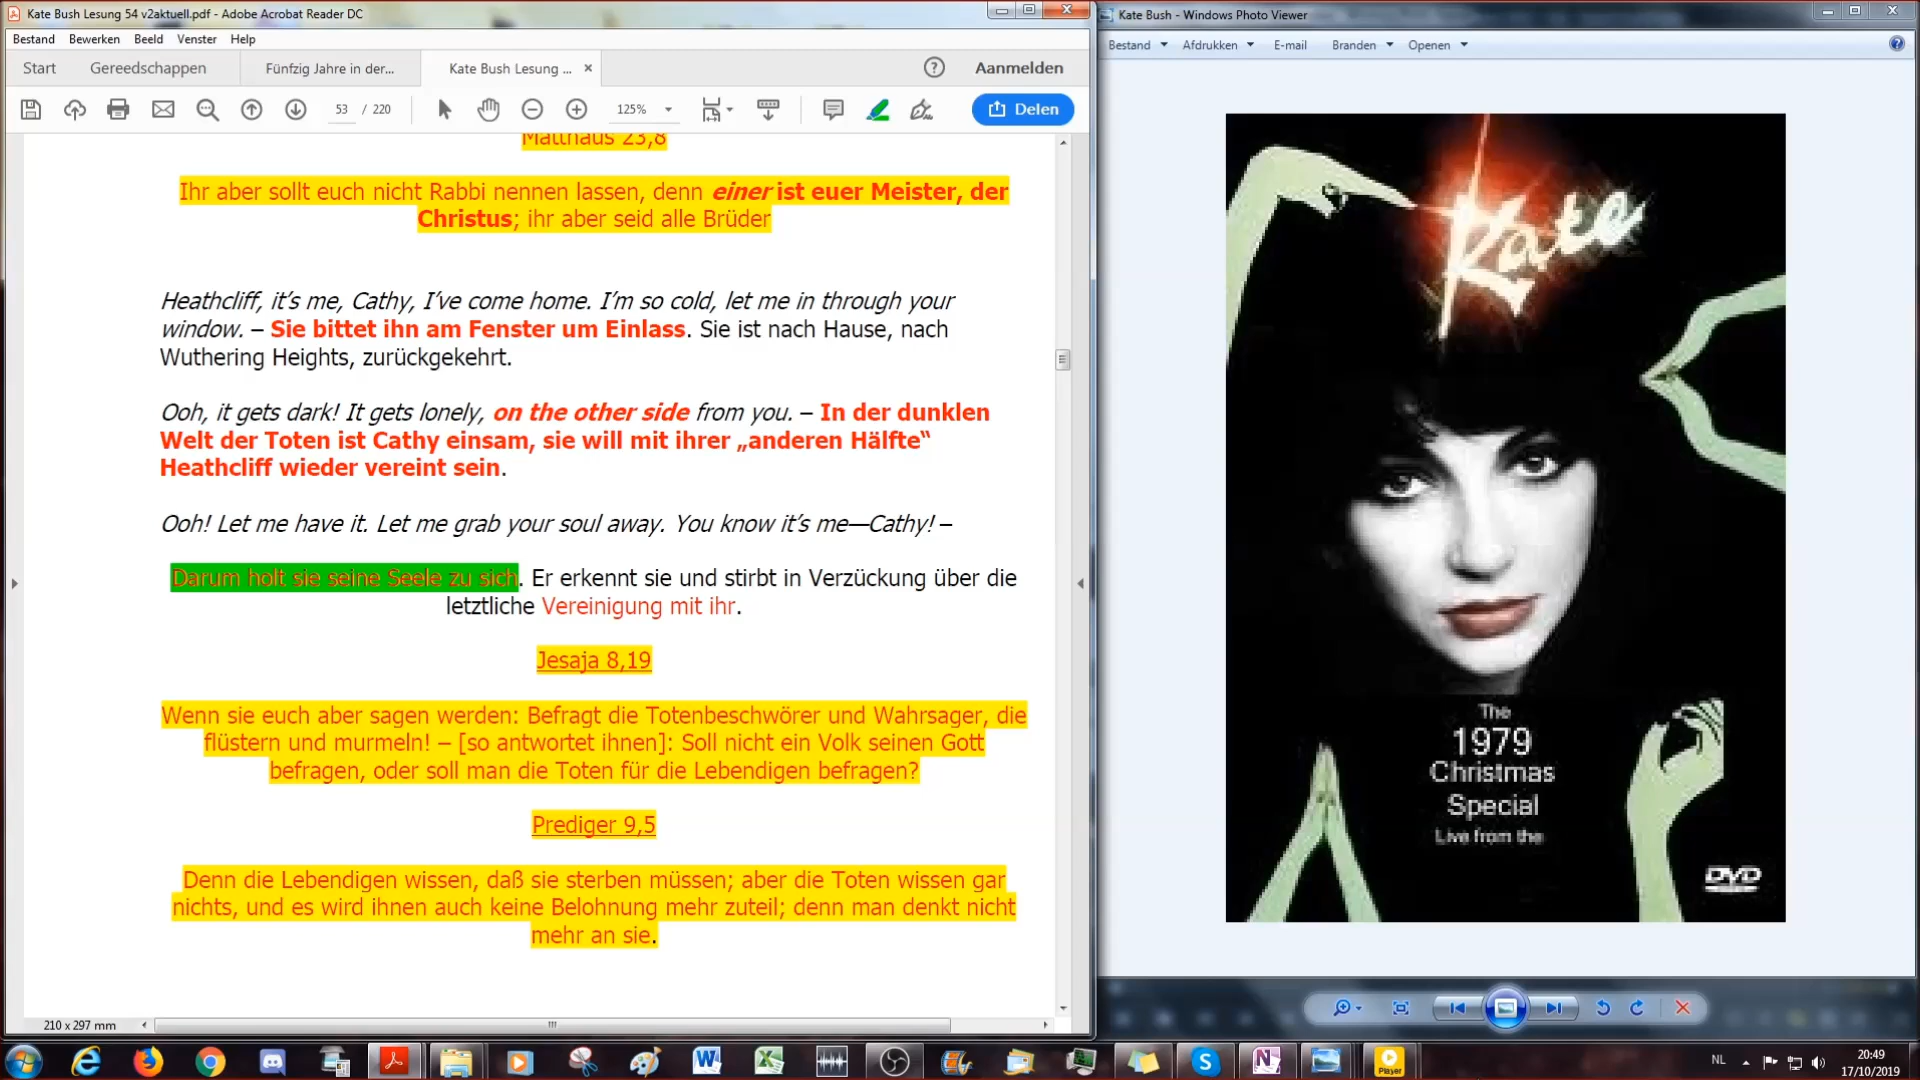 Kate Bush Lesung 54 v2aktuell.pdf - Adobe Acrobat Reader DC
Bestand Bewerken Beeld Venster Help
Start Gereedschappen Fünfzig Jahre in der... Kate Bush Lesung ... × Aanmelden
53 / 220 125% Delen
Matthäus 23,8
Ihr aber sollt euch nicht Rabbi nennen lassen, denn einer ist euer Meister, der
Christus; ihr aber seid alle Brüder
Heathcliff, it’s me, Cathy, I’ve come home. I’m so cold, let me in through your
window. – Sie bittet ihn am Fenster um Einlass. Sie ist nach Hause, nach
Wuthering Heights, zurückgekehrt.
Ooh, it gets dark! It gets lonely, on the other side from you. – In der dunklen
Welt der Toten ist Cathy einsam, sie will mit ihrer „anderen Hälfte“
Heathcliff wieder vereint sein.
Ooh! Let me have it. Let me grab your soul away. You know it’s me—Cathy! –
Darum holt sie seine Seele zu sich. Er erkennt sie und stirbt in Verzückung über die
letztliche Vereinigung mit ihr.
Jesaja 8,19
Wenn sie euch aber sagen werden: Befragt die Totenbeschwörer und Wahrsager, die
flüstern und murmeln! – [so antwortet ihnen]: Soll nicht ein Volk seinen Gott
befragen, oder soll man die Toten für die Lebendigen befragen?
Prediger 9,5
Denn die Lebendigen wissen, daß sie sterben müssen; aber die Toten wissen gar
nichts, und es wird ihnen auch keine Belohnung mehr zuteil; denn man denkt nicht
mehr an sie.
210 x 297 mm
Kate Bush - Windows Photo Viewer
Bestand Afdrukken E-mail Branden Openen
Kate
The
1979
Christmas
Special
Live from the
DVD
Player
NL
20:49
17/10/2019